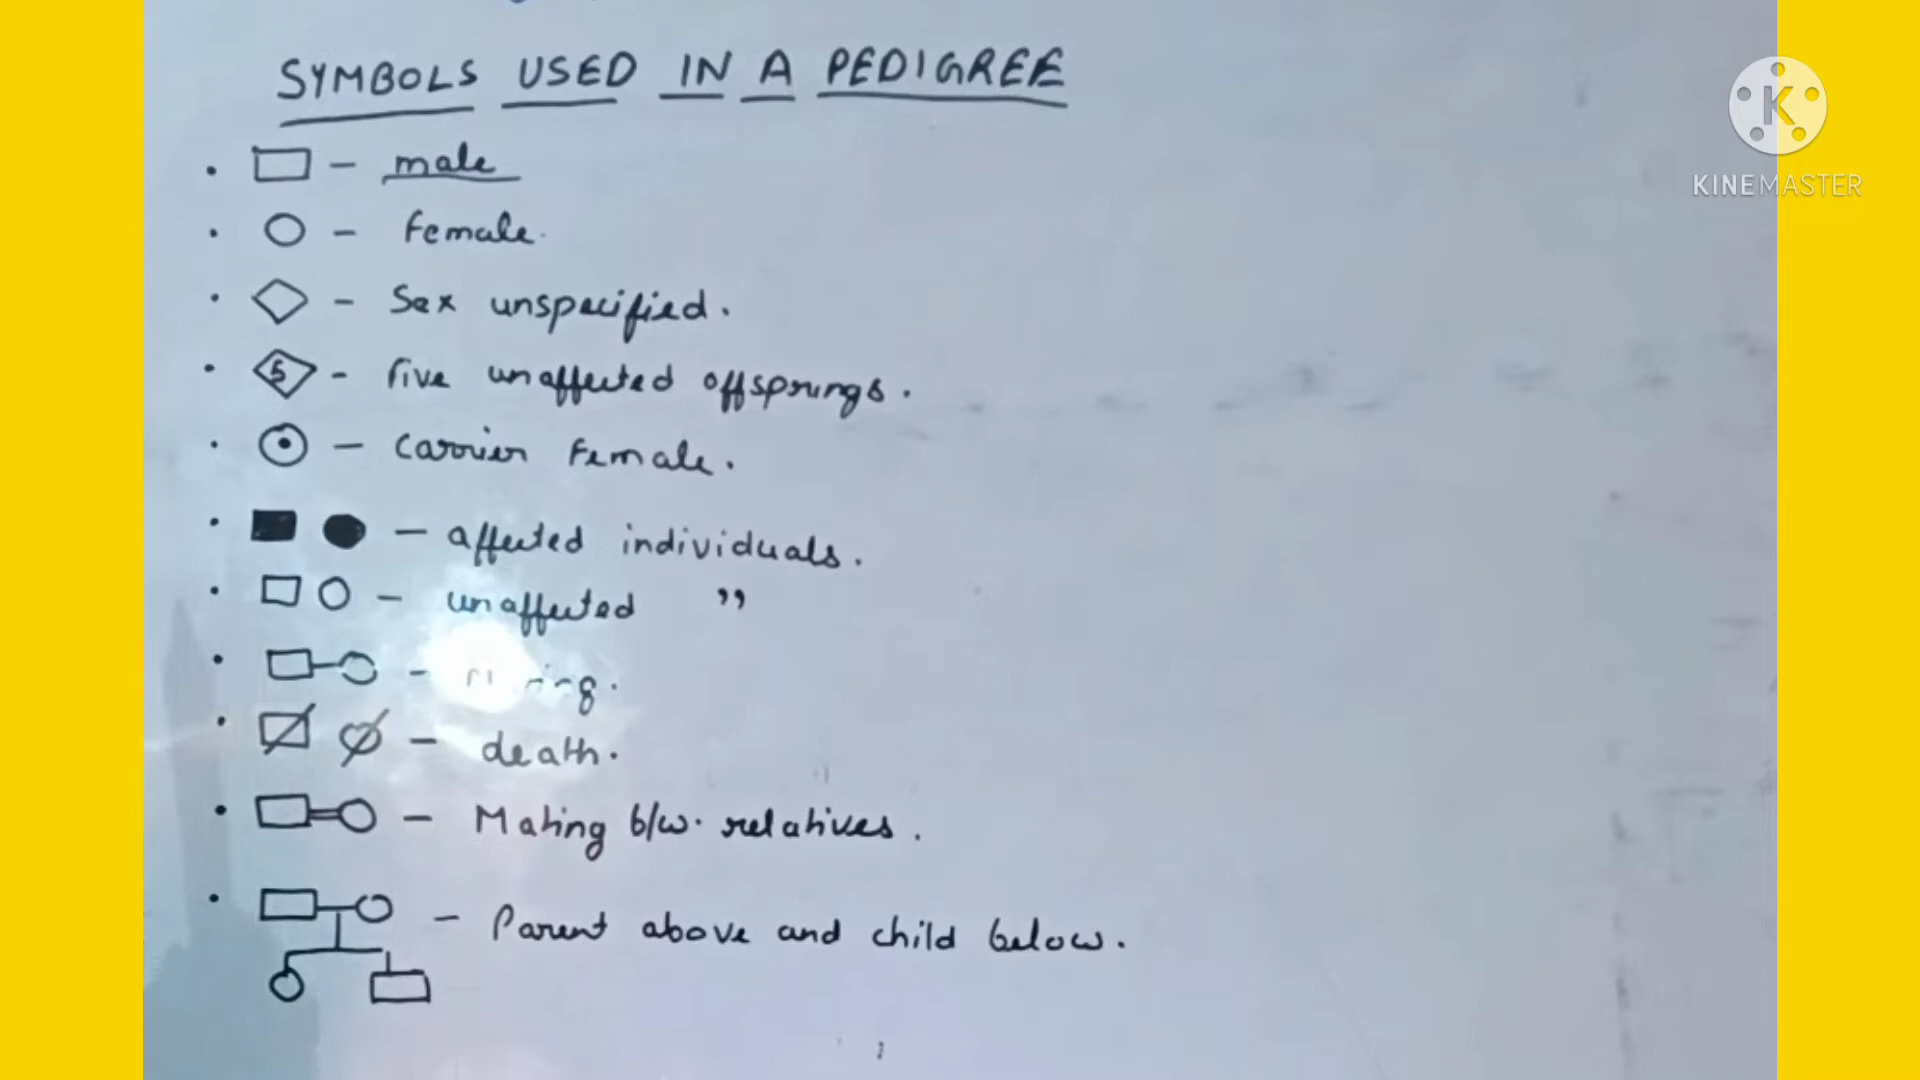 SYMBOLS USED IN A PEDIGREE
K
KINEMASTER
. - male
. - Female.
. - Sex unspecified.
. 5 - Five unaffected offsprings.
. - Carrier Female.
. - affected individuals.
. - unaffected "
. -
. - death.
. - Mating b/w. relatives.
. - Parent above and child below.